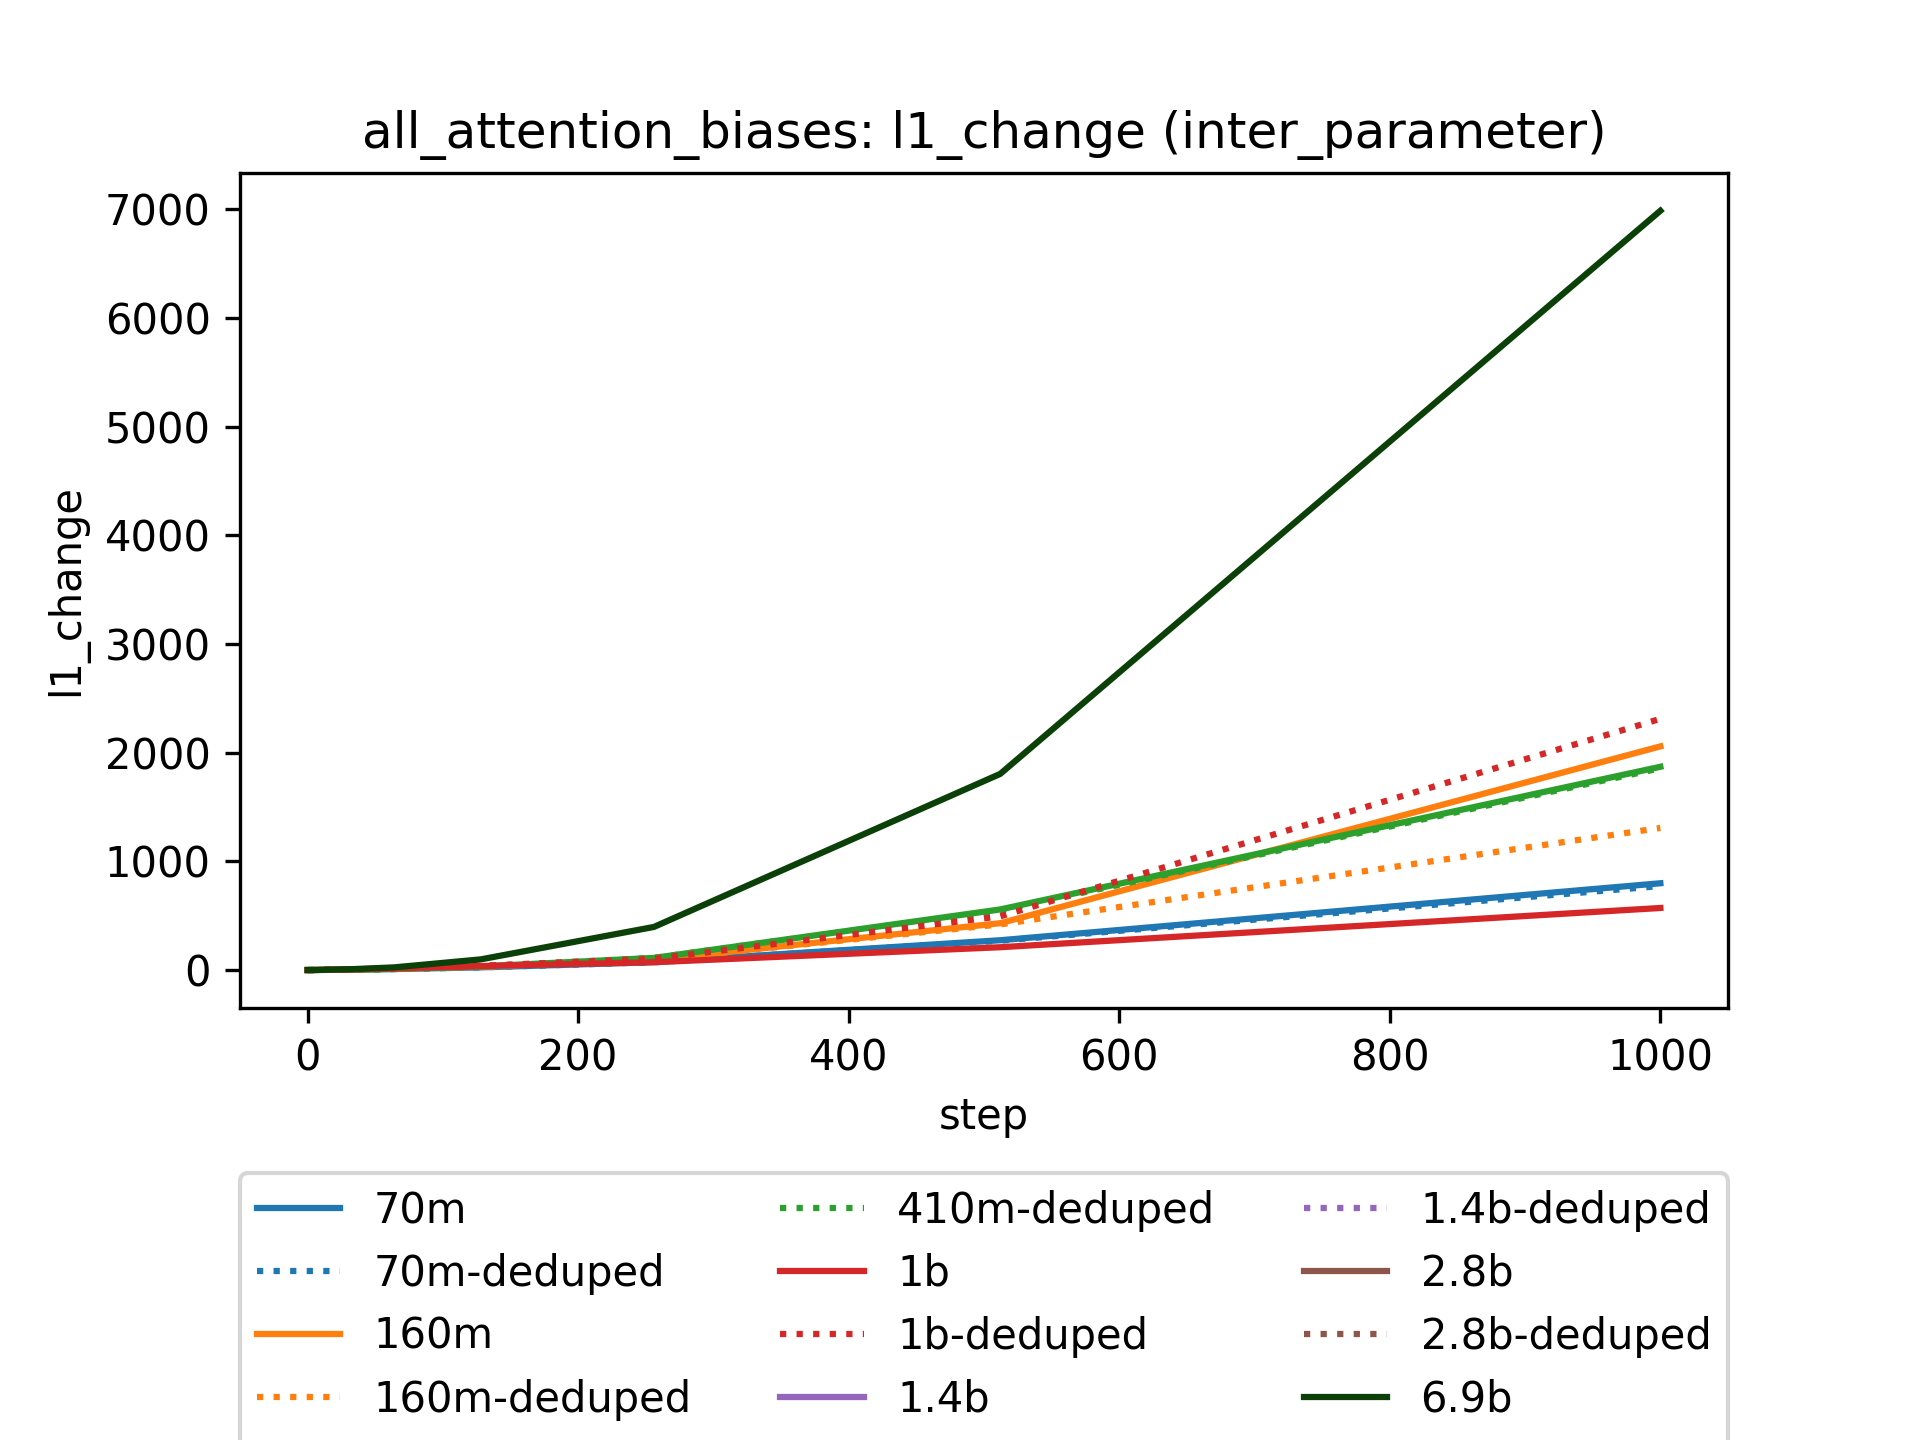 all_attention_biases: l1_change (inter_parameter)
7000
6000
5000
4000
3000
2000
1000
0
l1_change
0 200 400 600 800 1000
step
70m 410m-deduped 1.4b-deduped
70m-deduped 1b 2.8b
160m 1b-deduped 2.8b-deduped
160m-deduped 1.4b 6.9b